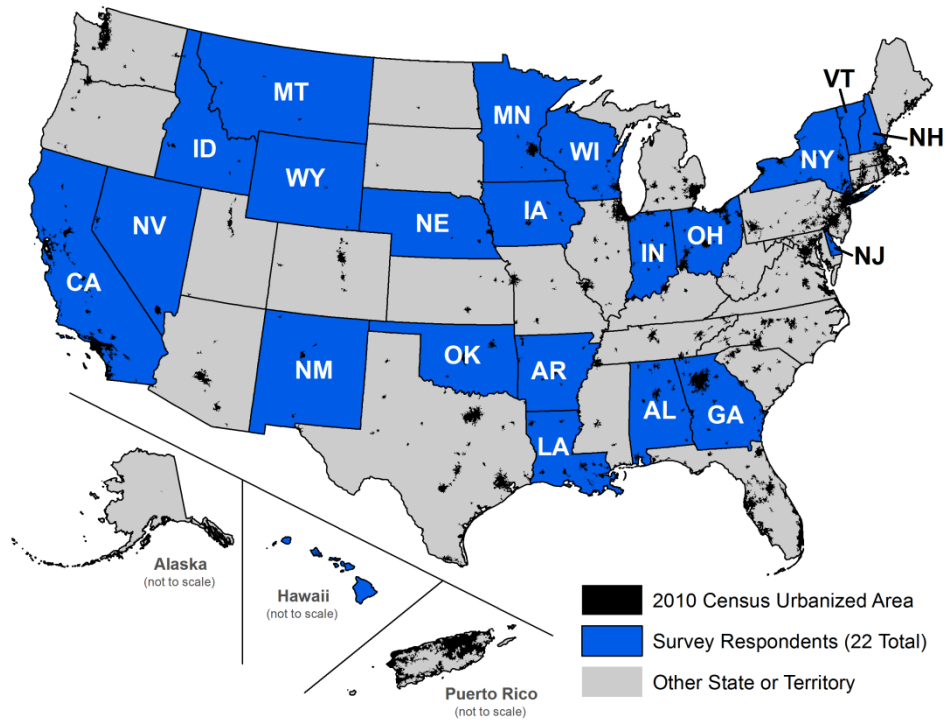 VT
MT
MN
NH
ID
WI
NY
WY
IA
NE
NV
OH
IN
NJ
CA
OK
AR
NM
AL
GA
LA
Alaska
(not to scale)
Hawaii
(not to scale)
Puerto Rico
(not to scale)
2010 Census Urbanized Area
Survey Respondents (22 Total)
Other State or Territory